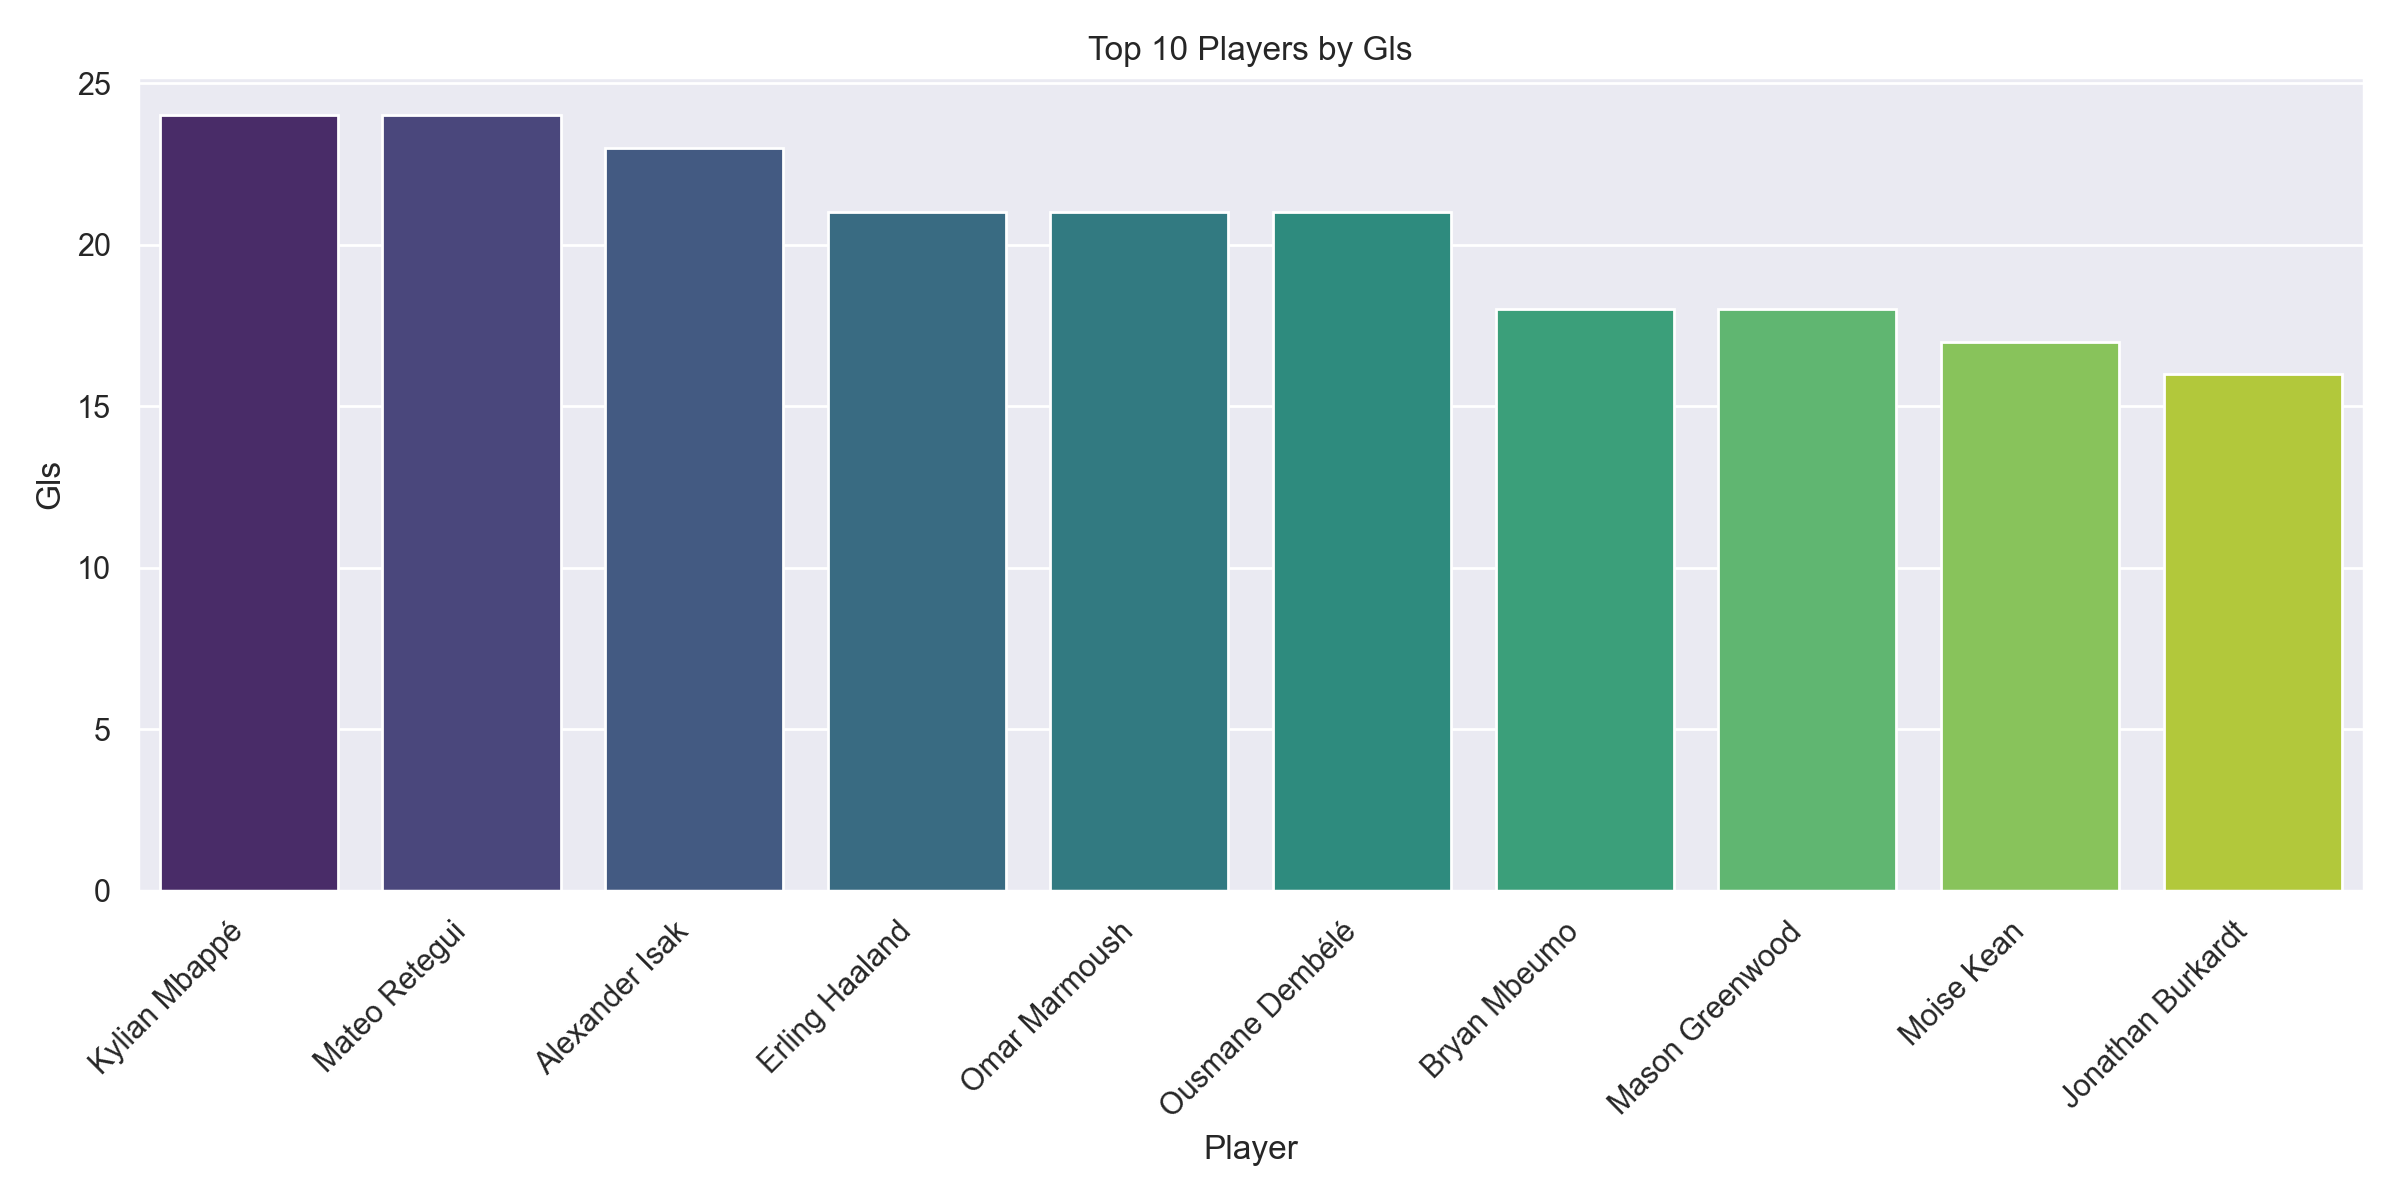 Top 10 Players by Gls
25
20
15
10
5
0
Gls
Kylian Mbappé
Mateo Retegui
Alexander Isak
Erling Haaland
Omar Marmoush
Ousmane Dembélé
Bryan Mbeumo
Mason Greenwood
Moise Kean
Jonathan Burkardt
Player